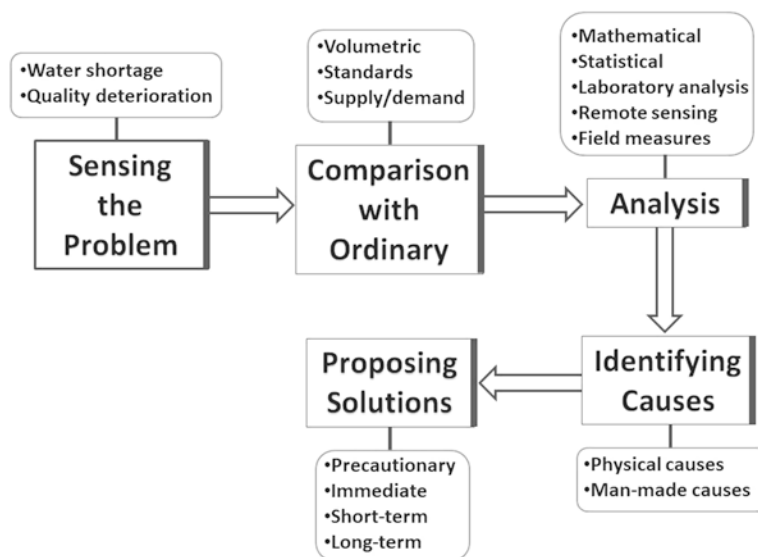 •Water shortage
•Quality deterioration
Sensing
the
Problem
•Volumetric
•Standards
•Supply/demand
Comparison
with
Ordinary
•Mathematical
•Statistical
•Laboratory analysis
•Remote sensing
•Field measures
Analysis
Identifying
Causes
•Physical causes
•Man-made causes
Proposing
Solutions
•Precautionary
•Immediate
•Short-term
•Long-term